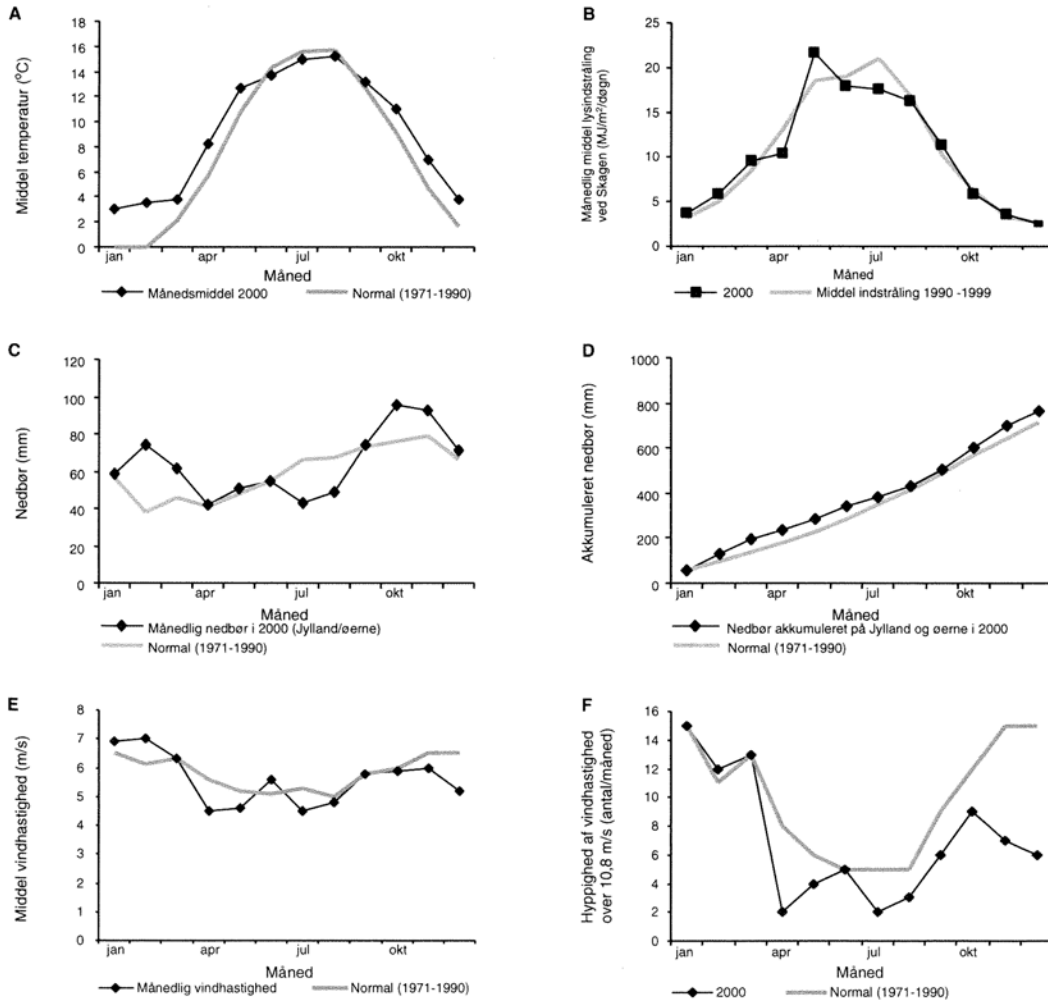 A
Middel temperatur (°C)
18
16
14
12
10
8
6
4
2
0
jan
apr
jul
okt
Måned
Månedsmiddel 2000
Normal (1971-1990)
B
Månedlig middel lysindstråling
ved Skagen (MJ/m²/døgn)
25
20
15
10
5
0
jan
apr
jul
okt
Måned
2000
Middel indstråling 1990 -1999
C
Nedbør (mm)
120
100
80
60
40
20
0
jan
apr
jul
okt
Måned
Månedlig nedbør i 2000 (Jylland/øerne)
Normal (1971-1990)
D
Akkumuleret nedbør (mm)
1000
800
600
400
200
0
jan
apr
jul
okt
Måned
Nedbør akkumuleret på Jylland og øerne i 2000
Normal (1971-1990)
E
Middel vindhastighed (m/s)
8
7
6
5
4
3
2
1
0
jan
apr
jul
okt
Måned
Månedlig vindhastighed
Normal (1971-1990)
F
Hyppighed af vindhastighed
over 10,8 m/s (antal/måned)
16
14
12
10
8
6
4
2
0
jan
apr
jul
okt
Måned
2000
Normal (1971-1990)